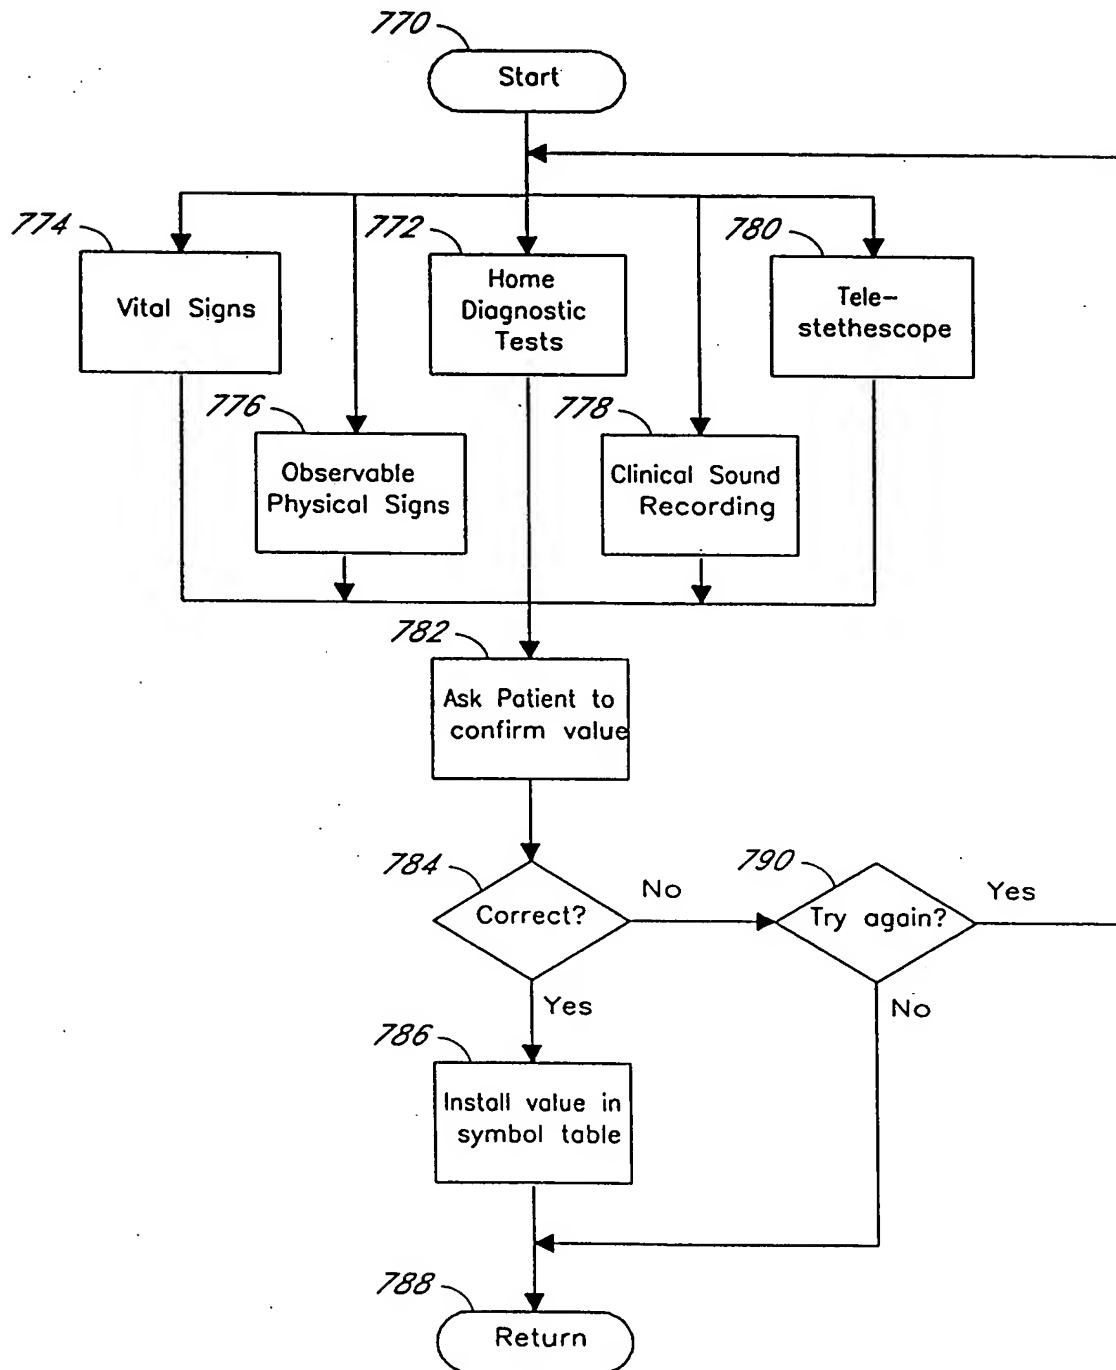 770
Start
774
Vital Signs
772
Home
Diagnostic
Tests
780
Tele-
stethescope
776
Observable
Physical Signs
778
Clinical Sound
Recording
782
Ask Patient to
confirm value
784
Correct?
No
790
Try again?
Yes
Yes
No
786
Install value in
symbol table
788
Return